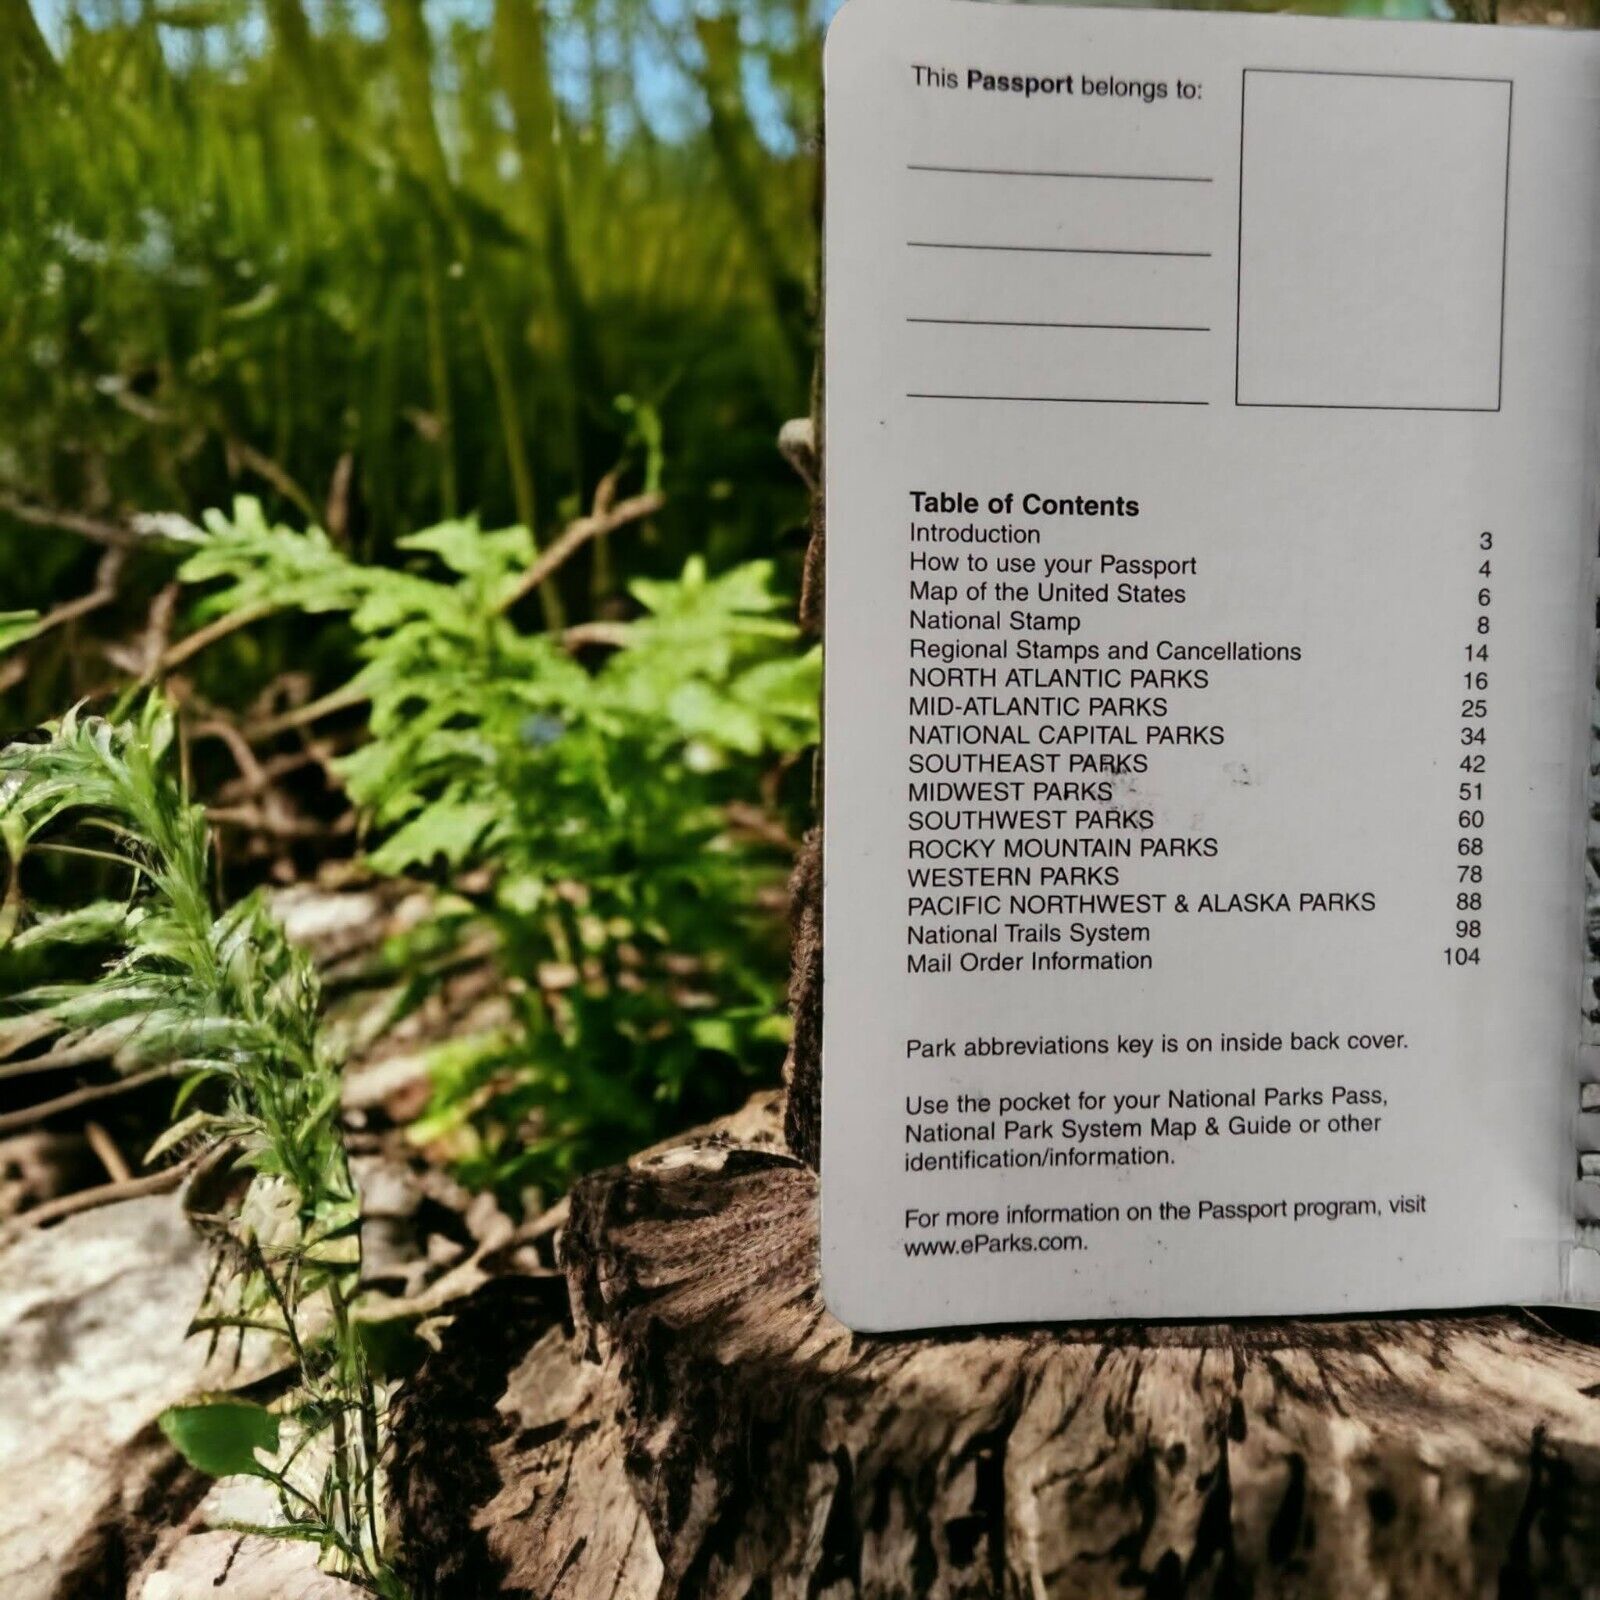 This Passport belongs to:
Table of Contents
Introduction 3
How to use your Passport 4
Map of the United States 6
National Stamp 8
Regional Stamps and Cancellations 14
NORTH ATLANTIC PARKS 16
MID-ATLANTIC PARKS 25
NATIONAL CAPITAL PARKS 34
SOUTHEAST PARKS 42
MIDWEST PARKS 51
SOUTHWEST PARKS 60
ROCKY MOUNTAIN PARKS 68
WESTERN PARKS 78
PACIFIC NORTHWEST & ALASKA PARKS 88
National Trails System 98
Mail Order Information 104
Park abbreviations key is on inside back cover.
Use the pocket for your National Parks Pass,
National Park System Map & Guide or other
identification/information.
For more information on the Passport program, visit
www.eParks.com.